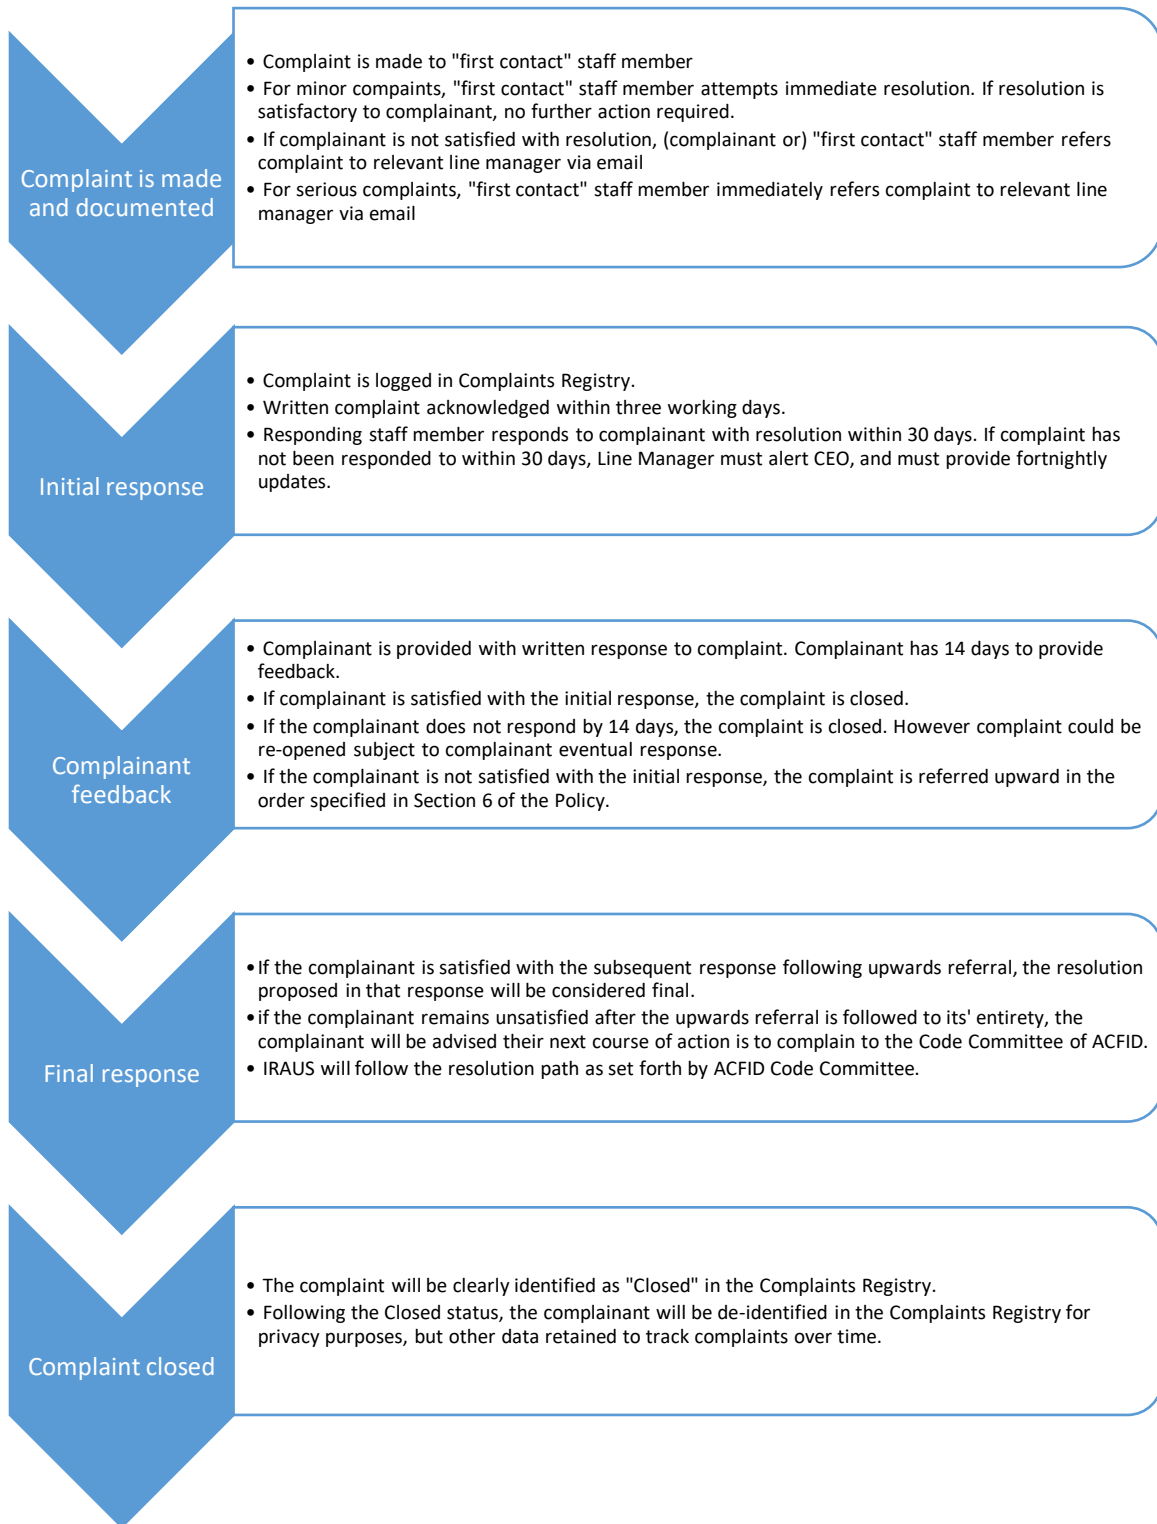 • Complaint is made to "first contact" staff member
• For minor compaints, "first contact" staff member attempts immediate resolution. If resolution is
satisfactory to complainant, no further action required.
• If complainant is not satisfied with resolution, (complainant or) "first contact" staff member refers
complaint to relevant line manager via email
• For serious complaints, "first contact" staff member immediately refers complaint to relevant line
manager via email
Complaint is made
and documented
• Complaint is logged in Complaints Registry.
• Written complaint acknowledged within three working days.
• Responding staff member responds to complainant with resolution within 30 days. If complaint has
not been responded to within 30 days, Line Manager must alert CEO, and must provide fortnightly
updates.
Initial response
• Complainant is provided with written response to complaint. Complainant has 14 days to provide
feedback.
• If complainant is satisfied with the initial response, the complaint is closed.
• If the complainant does not respond by 14 days, the complaint is closed. However complaint could be
re-opened subject to complainant eventual response.
• If the complainant is not satisfied with the initial response, the complaint is referred upward in the
order specified in Section 6 of the Policy.
Complainant
feedback
• If the complainant is satisfied with the subsequent response following upwards referral, the resolution
proposed in that response will be considered final.
• if the complainant remains unsatisfied after the upwards referral is followed to its' entirety, the
complainant will be advised their next course of action is to complain to the Code Committee of ACFID.
• IRAUS will follow the resolution path as set forth by ACFID Code Committee.
Final response
• The complaint will be clearly identified as "Closed" in the Complaints Registry.
• Following the Closed status, the complainant will be de-identified in the Complaints Registry for
privacy purposes, but other data retained to track complaints over time.
Complaint closed